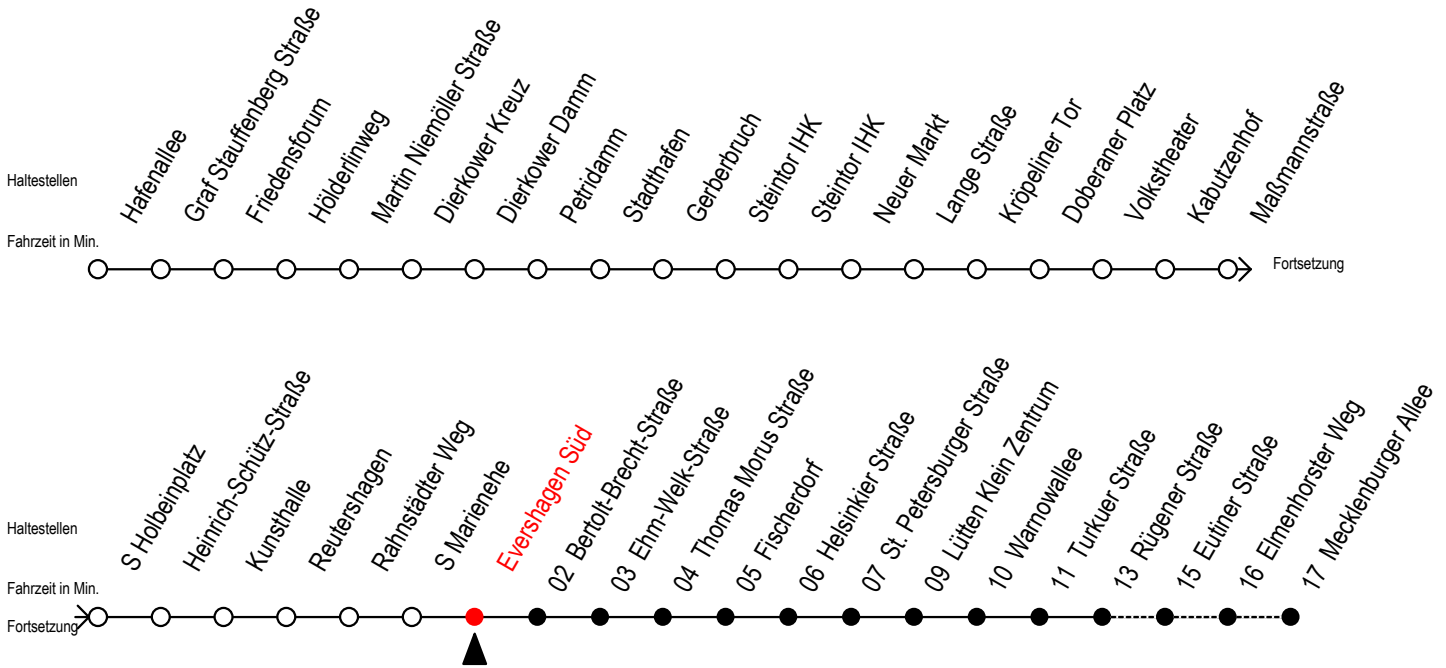 Haltestellen
Hafenallee
Graf Stauffenberg Straße
Friedensforum
Hölderlinweg
Martin Niemöller Straße
Dierkower Kreuz
Dierkower Damm
Petridamm
Stadthafen
Gerberbruch
Steintor IHK
Steintor IHK
Neuer Markt
Lange Straße
Kröpeliner Tor
Doberaner Platz
Volkstheater
Kabutzenhof
Maßmannstraße
Fahrzeit in Min.
Fortsetzung
Haltestellen
S Holbeinplatz
Heinrich-Schütz-Straße
Kunsthalle
Reutershagen
Rahnstädter Weg
S Marienehe
Evershagen Süd
02 Bertolt-Brecht-Straße
03 Ehm-Welk-Straße
04 Thomas Morus Straße
05 Fischerdorf
06 Helsinkier Straße
07 St. Petersburger Straße
09 Lütten Klein Zentrum
10 Warnowallee
11 Turkuer Straße
13 Rügener Straße
15 Eutiner Straße
16 Elmenhorster Weg
17 Mecklenburger Allee
Fahrzeit in Min.
Fortsetzung